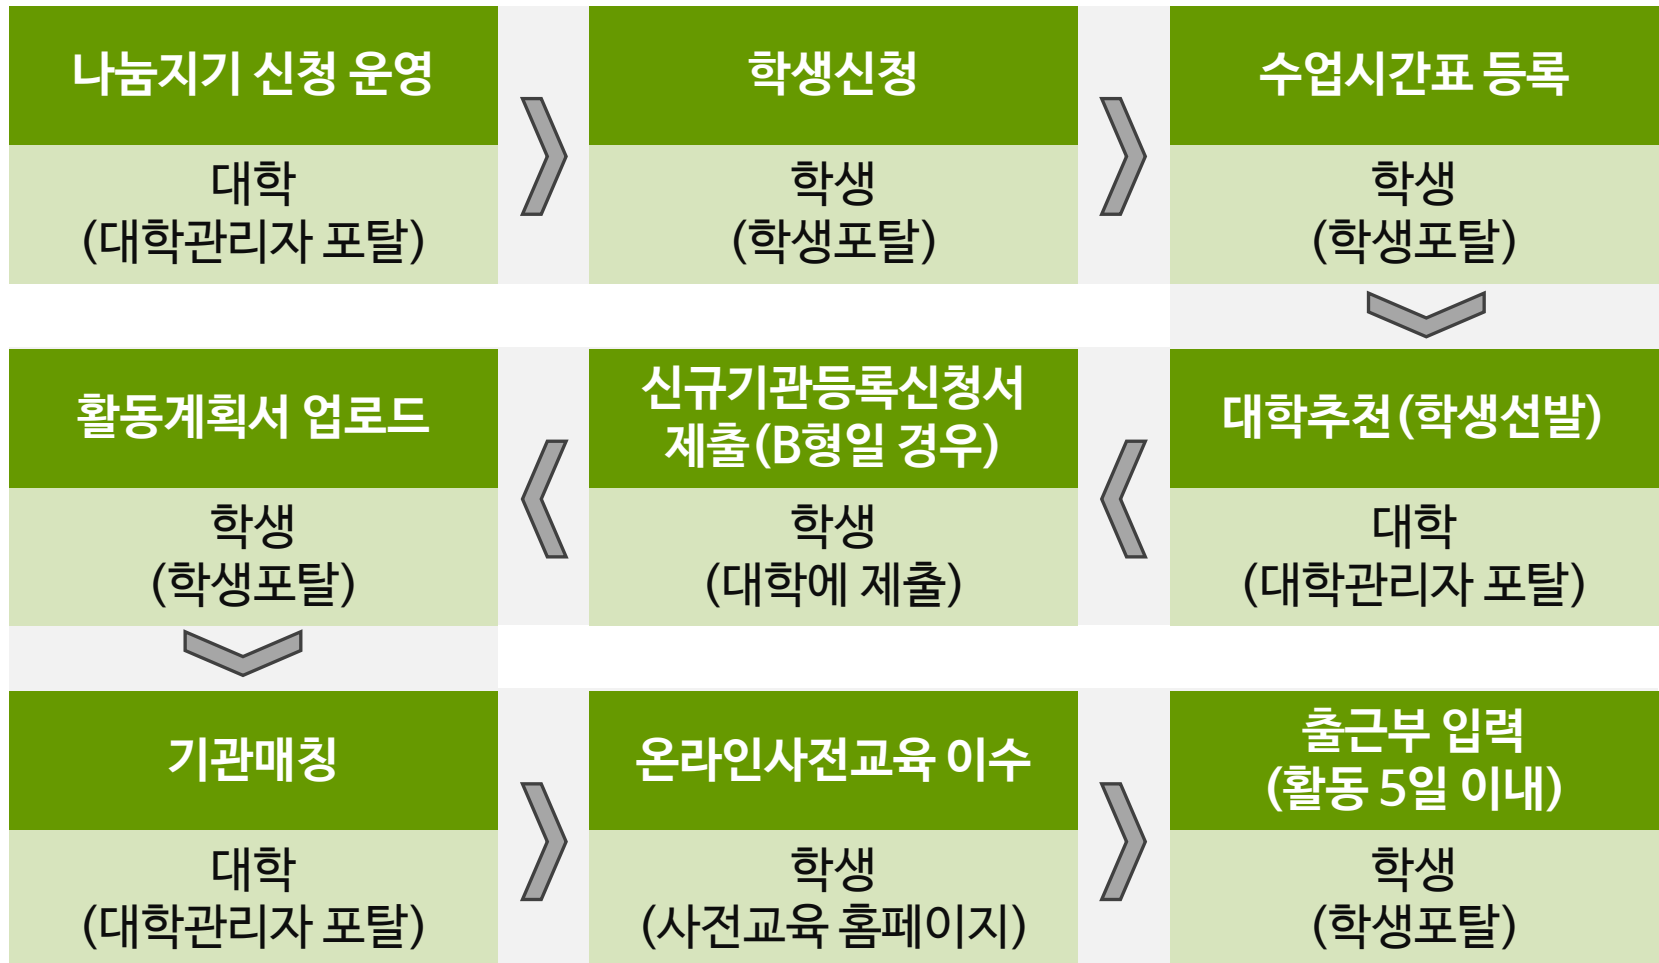 나눔지기 신청 운영
대학
(대학관리자 포탈)
학생신청
학생
(학생포탈)
수업시간표 등록
학생
(학생포탈)
대학추천(학생선발)
대학
(대학관리자 포탈)
신규기관등록신청서
제출(B형일 경우)
학생
(대학에 제출)
활동계획서 업로드
학생
(학생포탈)
기관매칭
대학
(대학관리자 포탈)
온라인사전교육 이수
학생
(사전교육 홈페이지)
출근부 입력
(활동 5일 이내)
학생
(학생포탈)